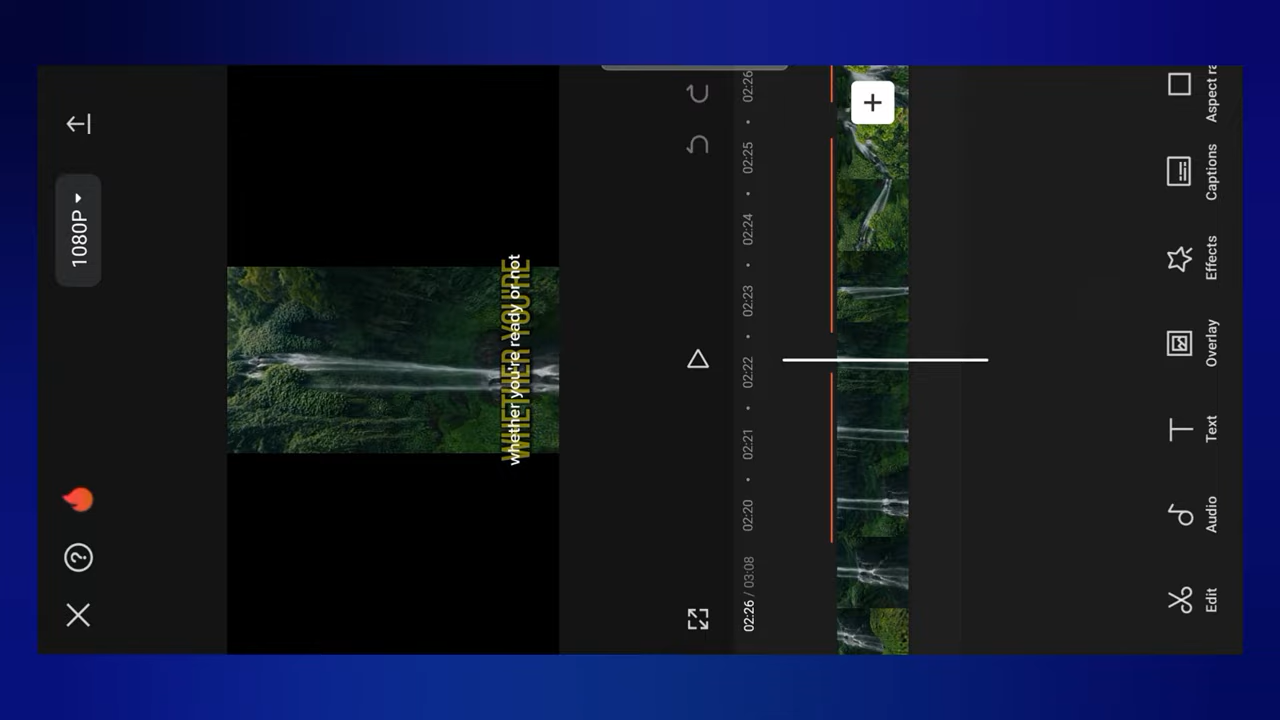 1080P
WHETHER YOU'RE
whether you're ready or not
02:26 / 03:08
02:20
02:21
02:22
02:23
02:24
02:25
02:26
Edit
Audio
Text
Overlay
Effects
Captions
Aspect ra